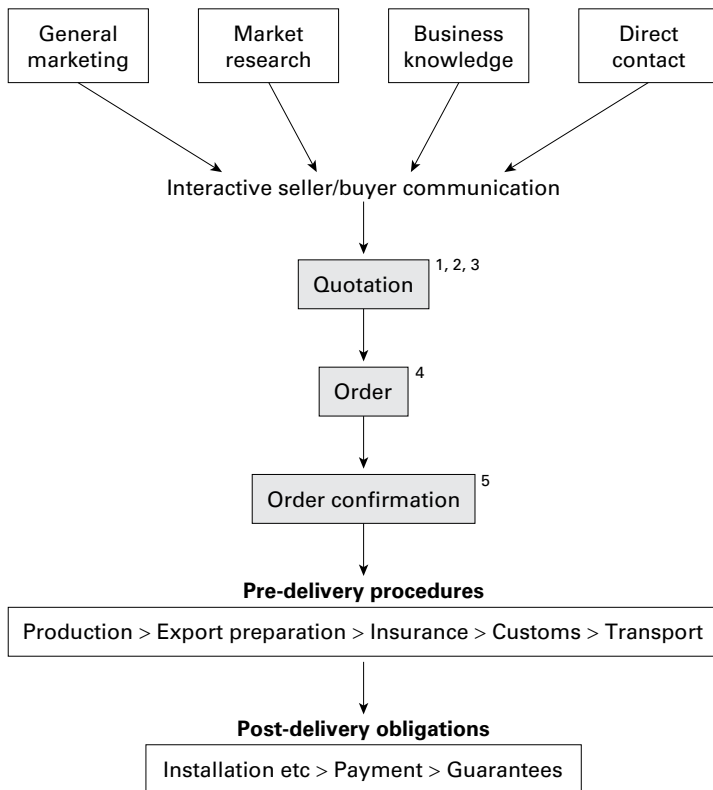 General
marketing
Market
research
Business
knowledge
Direct
contact
Interactive seller/buyer communication
Quotation
1, 2, 3
Order
4
Order confirmation
5
Pre-delivery procedures
Production > Export preparation > Insurance > Customs > Transport
Post-delivery obligations
Installation etc > Payment > Guarantees